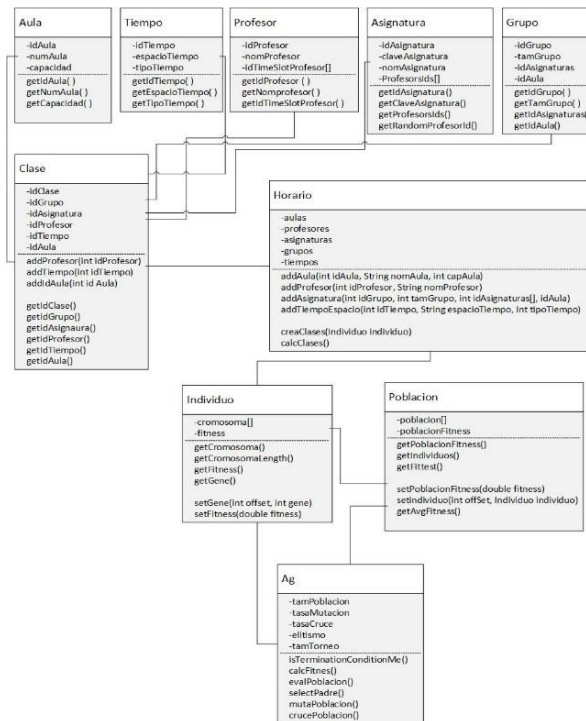 Aula
-idAula
-numAula
-capacidad
getIdAula( )
getNumAula( )
getCapacidad( )
Tiempo
-idTiempo
-espacioTiempo
-tipoTiempo
getIdTiempo( )
getEspacioTiempo( )
getTipoTiempo( )
Profesor
-idProfesor
-nomProfesor
-idTimeSlotProfesor[]
getIdProfesor ( )
getNomprofesor( )
getIdTimeSlotProfesor( )
Asignatura
-idAsignatura
-claveAsignatura
-nomAsignatura
-ProfesorsIds[]
getIdAsignatura()
getClaveAsignatura()
getProfesorsIds()
getRandomProfesorId()
Grupo
-idGrupo
-tamGrupo
-idAsignaturas
-idAula
getIdGrupo( )
getTamGrupo( )
getIdAsignaturas( )
getIdAula( )
Clase
-idClase
-idGrupo
-idAsignatura
-idProfesor
-idTiempo
-idAula
addProfesor(int IdProfesor)
addTiempo(int idTiempo)
addIdAula(int id Aula)
getIdClase()
getIdGrupo()
getIdAsignaura()
getIdProfesor()
getIdTiempo()
getIdAula()
Horario
-aulas
-profesores
-asignaturas
-grupos
-tiempos
addAula(int idAula, String nomAula, int capAula)
addProfesor(int idProfesor, String nomProfesor)
addAsignatura(int idGrupo, int tamGrupo, int idAsignaturas[], idAula)
addTiempoEspacio(int idTiempo, String espacioTiempo, int tipoTiempo)
creaClases(Individuo individuo)
calcClases()
Individuo
-cromosoma[]
-fitness
getCromosoma()
getCromosomaLength()
getFitness()
getGene()
setGene(int offset, int gene)
setFitness(double fitness)
Poblacion
-poblacion[]
-poblacionFitness
getPoblacionFitness()
getIndividuos()
getFittest()
setPoblacionFitness(double fitness)
setIndividuo(int offSet, Individuo individuo)
getAvgFitness()
Ag
-tamPoblacion
-tasaMutacion
-tasaCruce
-elitismo
-tamTorneo
isTerminationConditionMe()
calcFitnes()
evalPoblacion()
selectPadre()
mutaPoblacion()
crucePoblacion()